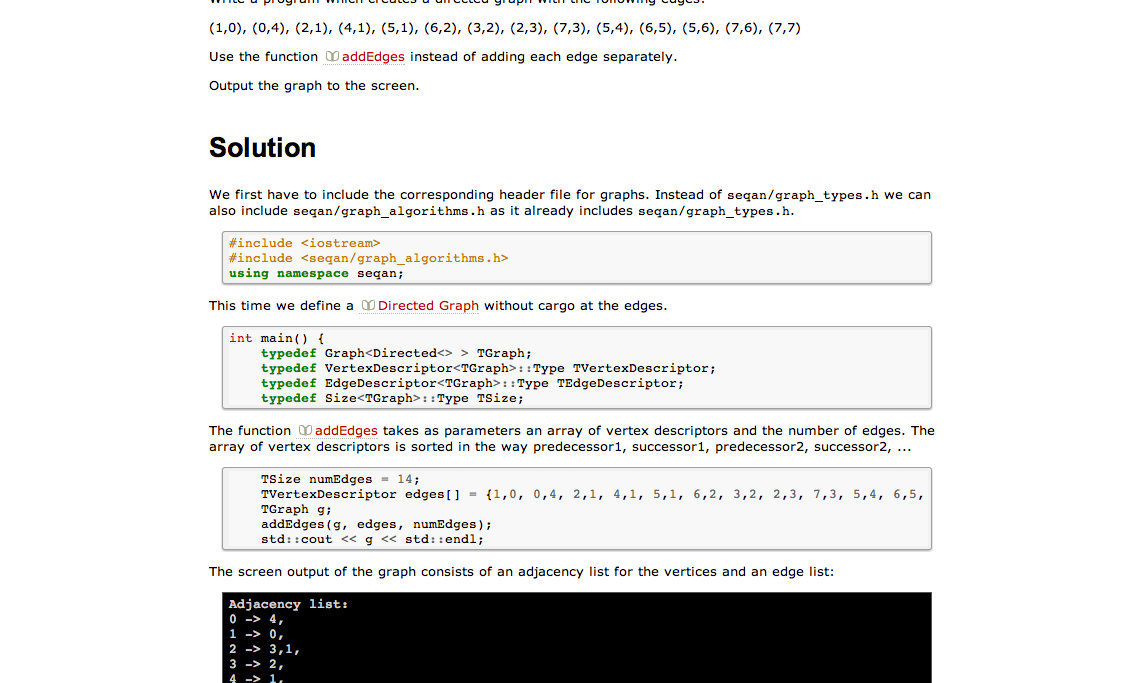 Write a program which creates a directed graph with the following edges:
(1,0), (0,4), (2,1), (4,1), (5,1), (6,2), (3,2), (2,3), (7,3), (5,4), (6,5), (5,6), (7,6), (7,7)
Use the function addEdges instead of adding each edge separately.
Output the graph to the screen.
Solution
We first have to include the corresponding header file for graphs. Instead of seqan/graph_types.h we can
also include seqan/graph_algorithms.h as it already includes seqan/graph_types.h.
#include <iostream>
#include <seqan/graph_algorithms.h>
using namespace seqan;
This time we define a Directed Graph without cargo at the edges.
int main() {
typedef Graph<Directed<> > TGraph;
typedef VertexDescriptor<TGraph>::Type TVertexDescriptor;
typedef EdgeDescriptor<TGraph>::Type TEdgeDescriptor;
typedef Size<TGraph>::Type TSize;
The function addEdges takes as parameters an array of vertex descriptors and the number of edges. The
array of vertex descriptors is sorted in the way predecessor1, successor1, predecessor2, successor2, ...
TSize numEdges = 14;
TVertexDescriptor edges[] = {1,0, 0,4, 2,1, 4,1, 5,1, 6,2, 3,2, 2,3, 7,3, 5,4, 6,5,
TGraph g;
addEdges(g, edges, numEdges);
std::cout << g << std::endl;
The screen output of the graph consists of an adjacency list for the vertices and an edge list:
Adjacency list:
0 -> 4,
1 -> 0,
2 -> 3,1,
3 -> 2,
4 -> 1,